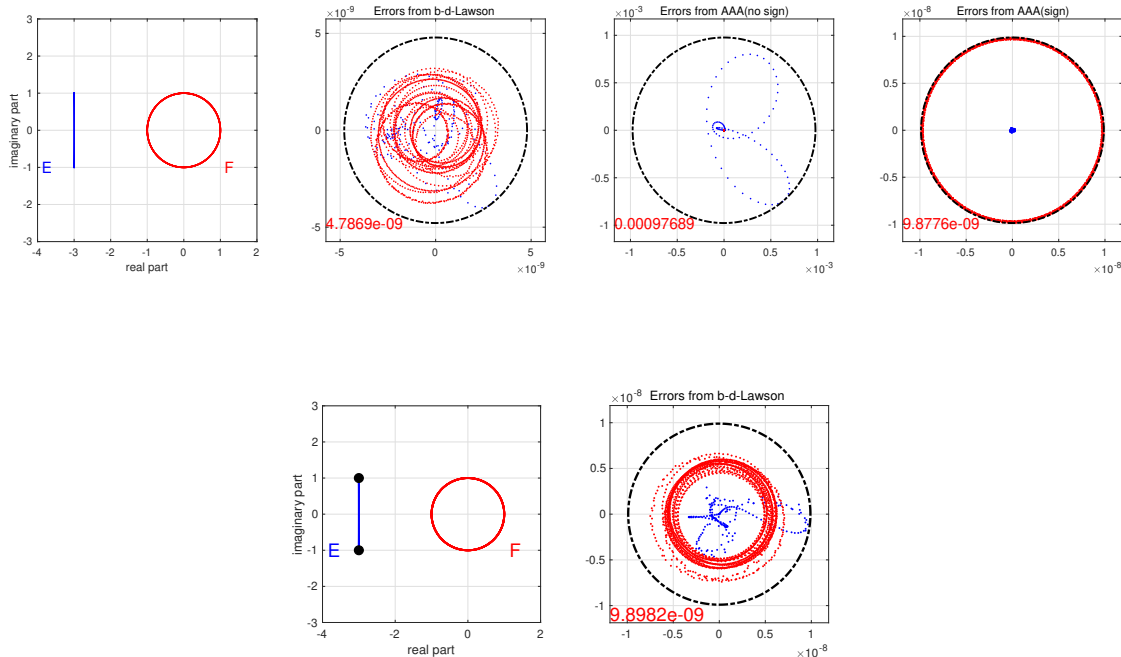 3
2
1
0
-1
-2
-3
-4 -3 -2 -1 0 1 2
real part
imaginary part
E
F
×10⁻⁹
Errors from b-d-Lawson
5
0
-5
-5 0 5
×10⁻⁹
4.7869e-09
×10⁻³
Errors from AAA(no sign)
1
0.5
0
-0.5
-1
-1 -0.5 0 0.5 1
×10⁻³
0.00097689
×10⁻⁸
Errors from AAA(sign)
1
0.5
0
-0.5
-1
-1 -0.5 0 0.5 1
×10⁻⁸
9.8776e-09
3
2
1
0
-1
-2
-3
-4 -2 0 2
real part
imaginary part
E
F
×10⁻⁸
Errors from b-d-Lawson
1
0.5
0
-0.5
-1
-1 -0.5 0 0.5 1
×10⁻⁸
9.8982e-09